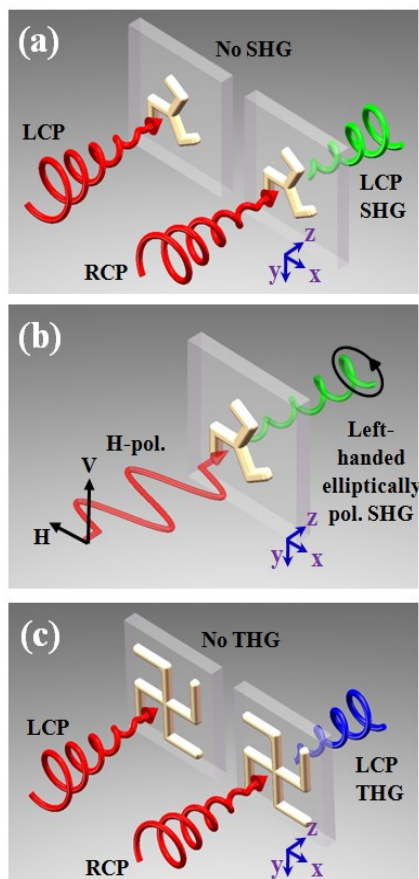 (a)
No SHG
LCP
LCP
SHG
RCP
z
y
x
(b)
H-pol.
V
H
Left-
handed
elliptically
pol. SHG
z
y
x
(c)
No THG
LCP
LCP
THG
RCP
z
y
x